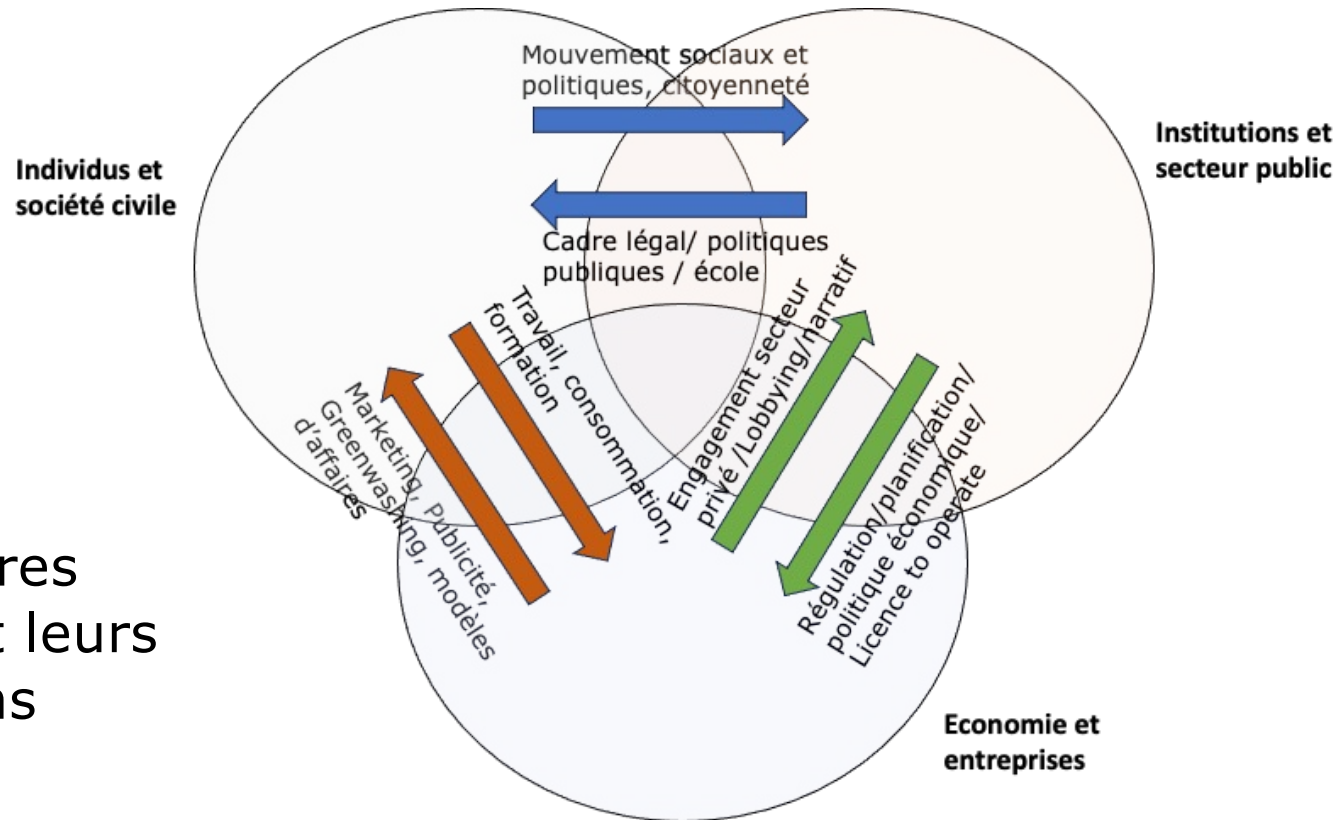 Mouvement sociaux et
politiques, citoyenneté
Institutions et
secteur public
Individus et
société civile
Cadre légal/ politiques
publiques / école
Travail, consommation,
formation
Engagement secteur
privé /Lobbying/narratif
Marketing, Publicité,
Greenwashing, modèles
d'affaires
Régulation/planification/
politique économique/
Licence to operate
res
t leurs
ns
Economie et
entreprises